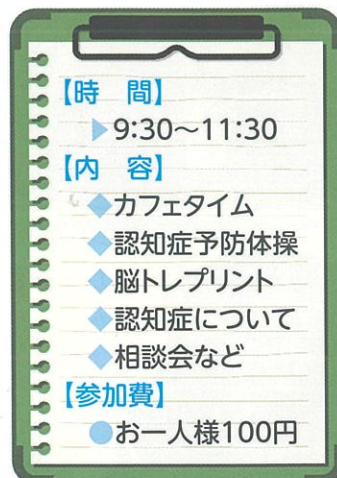 【時　間】
▶9:30～11:30
【内　容】
◆カフェタイム
◆認知症予防体操
◆脳トレプリント
◆認知症について
◆相談会など
【参加費】
●お一人様100円